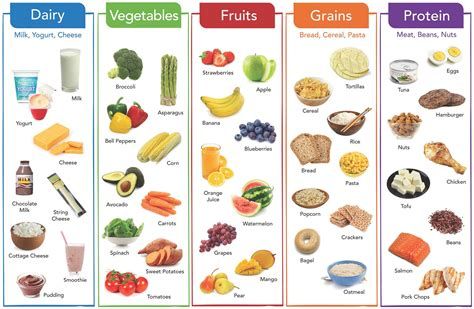 Dairy
Milk, Yogurt, Cheese
Milk
Yogurt
Cheese
Chocolate
Milk
String
Cheese
Cottage Cheese
Smoothie
Pudding
Vegetables
Broccoli
Asparagus
Bell Peppers
Corn
Avocado
Carrots
Spinach
Sweet Potatoes
Tomatoes
Fruits
Strawberries
Apple
Banana
Blueberries
Orange
Juice
Watermelon
Grapes
Mango
Pear
Grains
Bread, Cereal, Pasta
Tortillas
Cereal
Rice
Bread
Pasta
Popcorn
Crackers
Bagel
Oatmeal
Protein
Meat, Beans, Nuts
Eggs
Tuna
Hamburger
Nuts
Chicken
Tofu
Beans
Salmon
Pork Chops